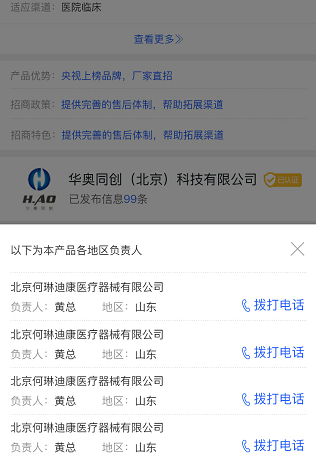 适应渠道： 医院临床
查看更多
产品优势： 央视上榜品牌，厂家直招
招商政策： 提供完善的售后体制，帮助拓展渠道
招商特色： 提供完善的售后体制，帮助拓展渠道
华奥同创（北京）科技有限公司 已认证
H.AO 已发布信息99条
以下为本产品各地区负责人
北京何琳迪康医疗器械有限公司
负责人： 黄总 地区： 山东 拨打电话
北京何琳迪康医疗器械有限公司
负责人： 黄总 地区： 山东 拨打电话
北京何琳迪康医疗器械有限公司
负责人： 黄总 地区： 山东 拨打电话
北京何琳迪康医疗器械有限公司
负责人： 黄总 地区： 山东 拨打电话